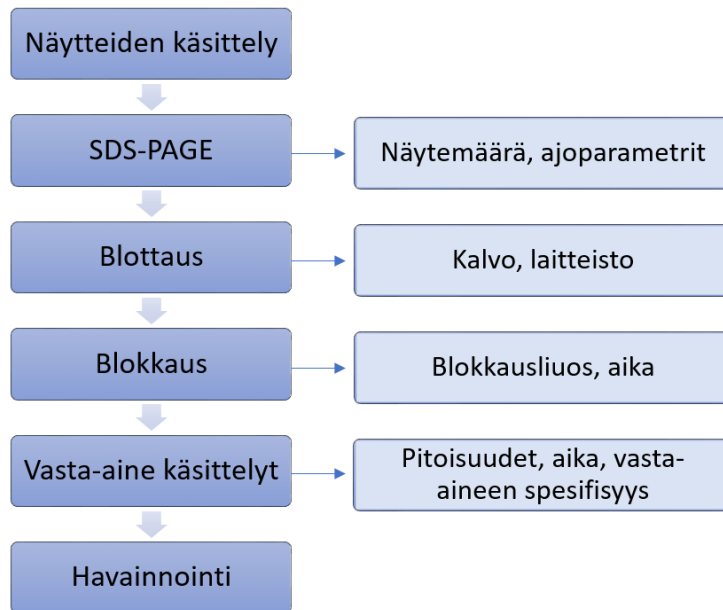 Näytteiden käsittely
SDS-PAGE
Näytemäärä, ajoparametrit
Blottaus
Kalvo, laitteisto
Blokkaus
Blokkausliuos, aika
Vasta-aine käsittelyt
Pitoisuudet, aika, vasta-
aineen spesifisyys
Havainnointi